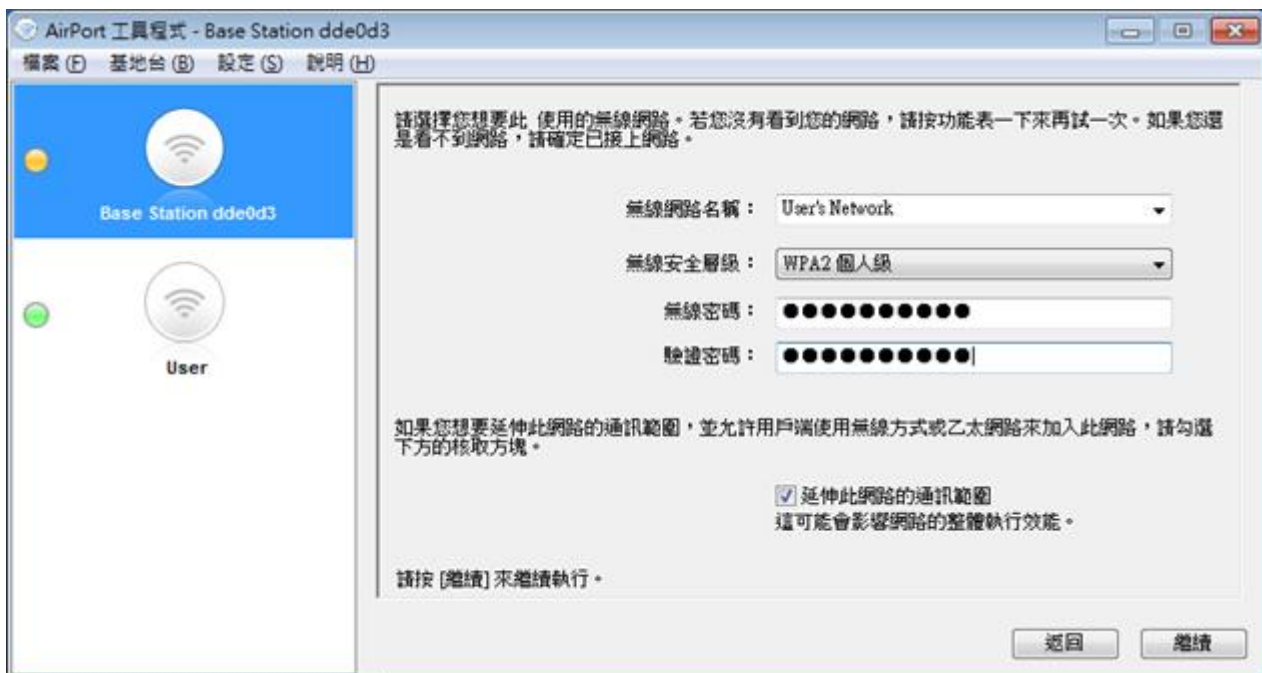 AirPort 工具程式 - Base Station dde0d3
檔案 (F) 基地台 (B) 設定 (S) 說明 (H)
Base Station dde0d3
User
請選擇您想要此 使用的無線網路。若您沒有看到您的網路，請按功能表一下來再試一次。如果您還
是看不到網路，請確定已接上網路。
無線網路名稱： User's Network
無線安全層級： WPA2 個人級
無線密碼： ●●●●●●●●●●
驗證密碼： ●●●●●●●●●●
如果您想要延伸此網路的通訊範圍，並允許用戶端使用無線方式或乙太網路來加入此網路，請勾選
下方的核取方塊。
延伸此網路的通訊範圍
這可能會影響網路的整體執行效能。
請按 [繼續] 來繼續執行。
返回 繼續